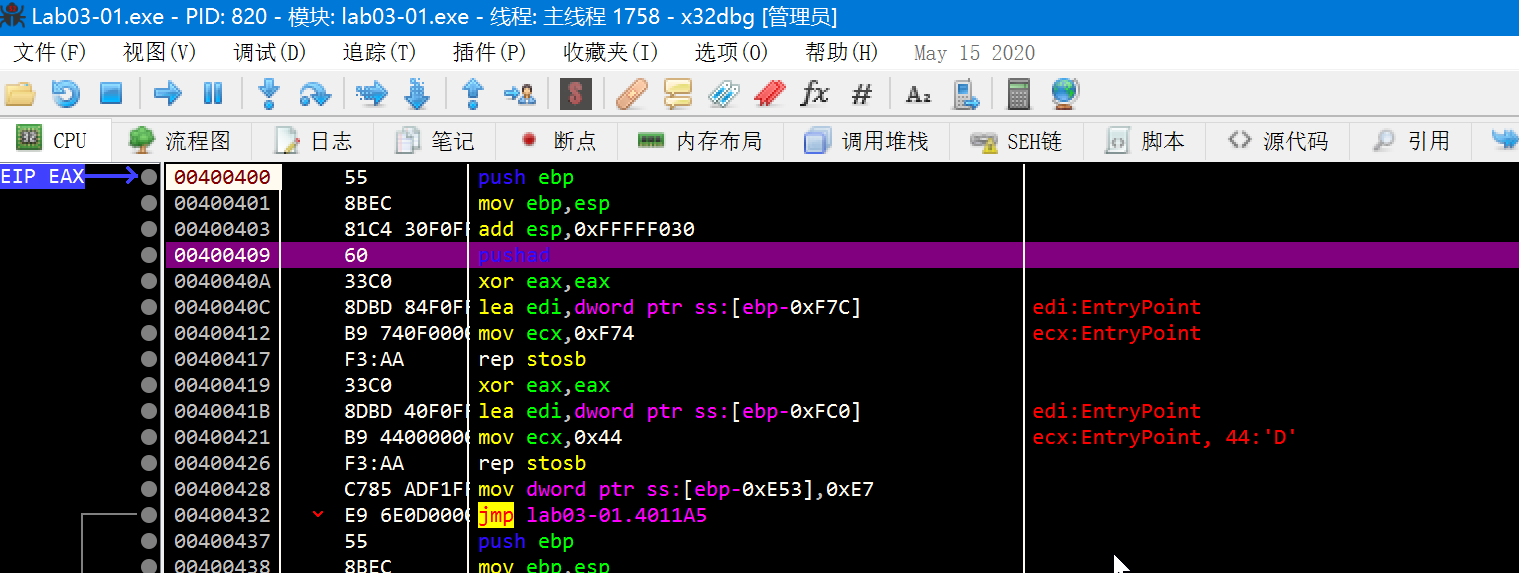 Lab03-01.exe - PID: 820 - 模块: lab03-01.exe - 线程: 主线程 1758 - x32dbg [管理员]
文件(F) 视图(V) 调试(D) 追踪(T) 插件(P) 收藏夹(I) 选项(O) 帮助(H) May 15 2020
S fx # Az
32 CPU 流程图 日志 笔记 断点 内存布局 调用堆栈 SEH链 脚本 源代码 引用
EIP EAX 00400400 55 push ebp
00400401 8BEC mov ebp,esp
00400403 81C4 30F0FF add esp,0xFFFFF030
00400409 60 pushad
0040040A 33C0 xor eax,eax
0040040C 8DBD 84F0FF lea edi,dword ptr ss:[ebp-0xF7C] edi:EntryPoint
00400412 B9 740F0000 mov ecx,0xF74 ecx:EntryPoint
00400417 F3:AA rep stosb
00400419 33C0 xor eax,eax
0040041B 8DBD 40F0FF lea edi,dword ptr ss:[ebp-0xFC0] edi:EntryPoint
00400421 B9 44000000 mov ecx,0x44 ecx:EntryPoint, 44:'D'
00400426 F3:AA rep stosb
00400428 C785 ADF1FF mov dword ptr ss:[ebp-0xE53],0xE7
00400432 E9 6E0D0000 jmp lab03-01.4011A5
00400437 55 push ebp
00400438 8BEC mov ebp,esp